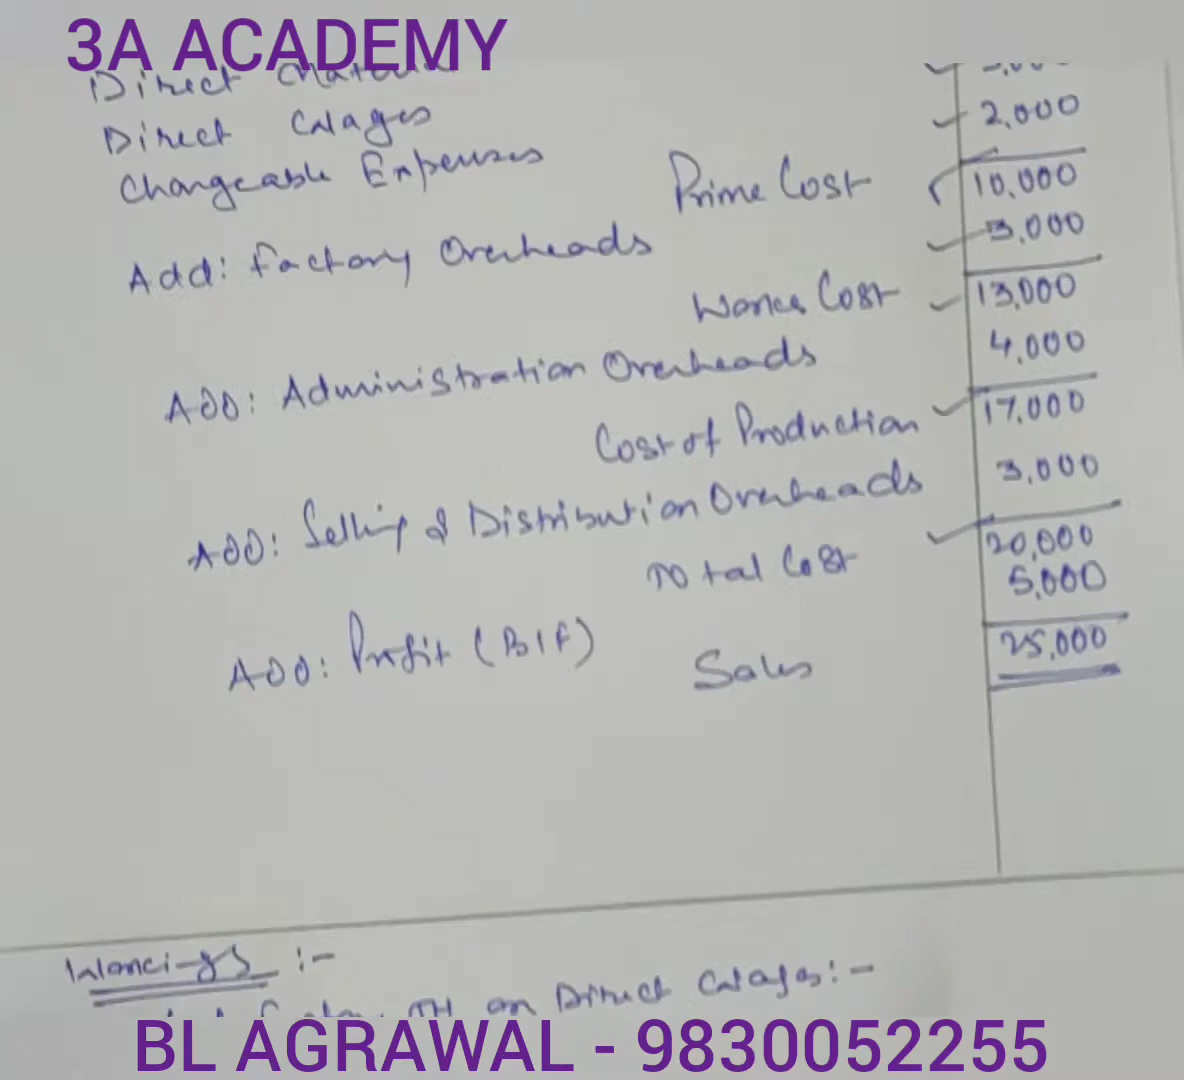 3A ACADEMY
Direct Material
Direct Wages
Chargeable Expenses 2,000
Prime Cost 10,000
Add: Factory Overheads 3,000
Works Cost 13,000
Add: Administration Overheads 4,000
Cost of Production 17,000
Add: Selling & Distribution Overheads 3,000
Total Cost 20,000
Add: Profit (B/F) 5,000
Sales 25,000
Workings :-
OH on Direct Wages:-
BL AGRAWAL - 9830052255